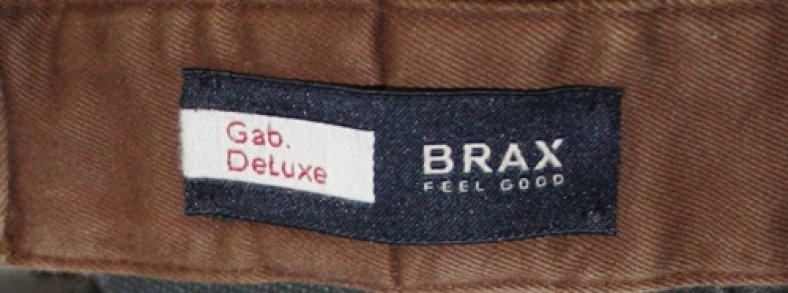 Gab.
DeLuxe
BRAX
FEEL GOOD